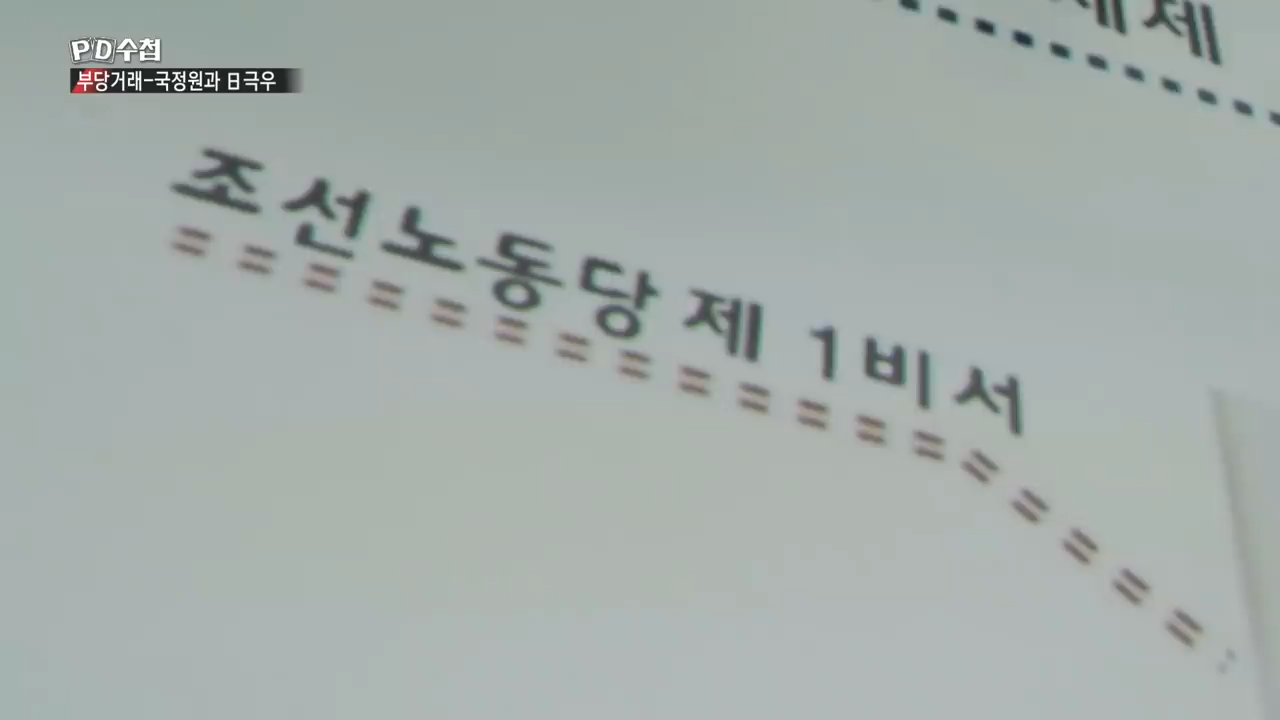 PD수첩
부당거래-국정원과 日극우
조선노동당 제 1비서